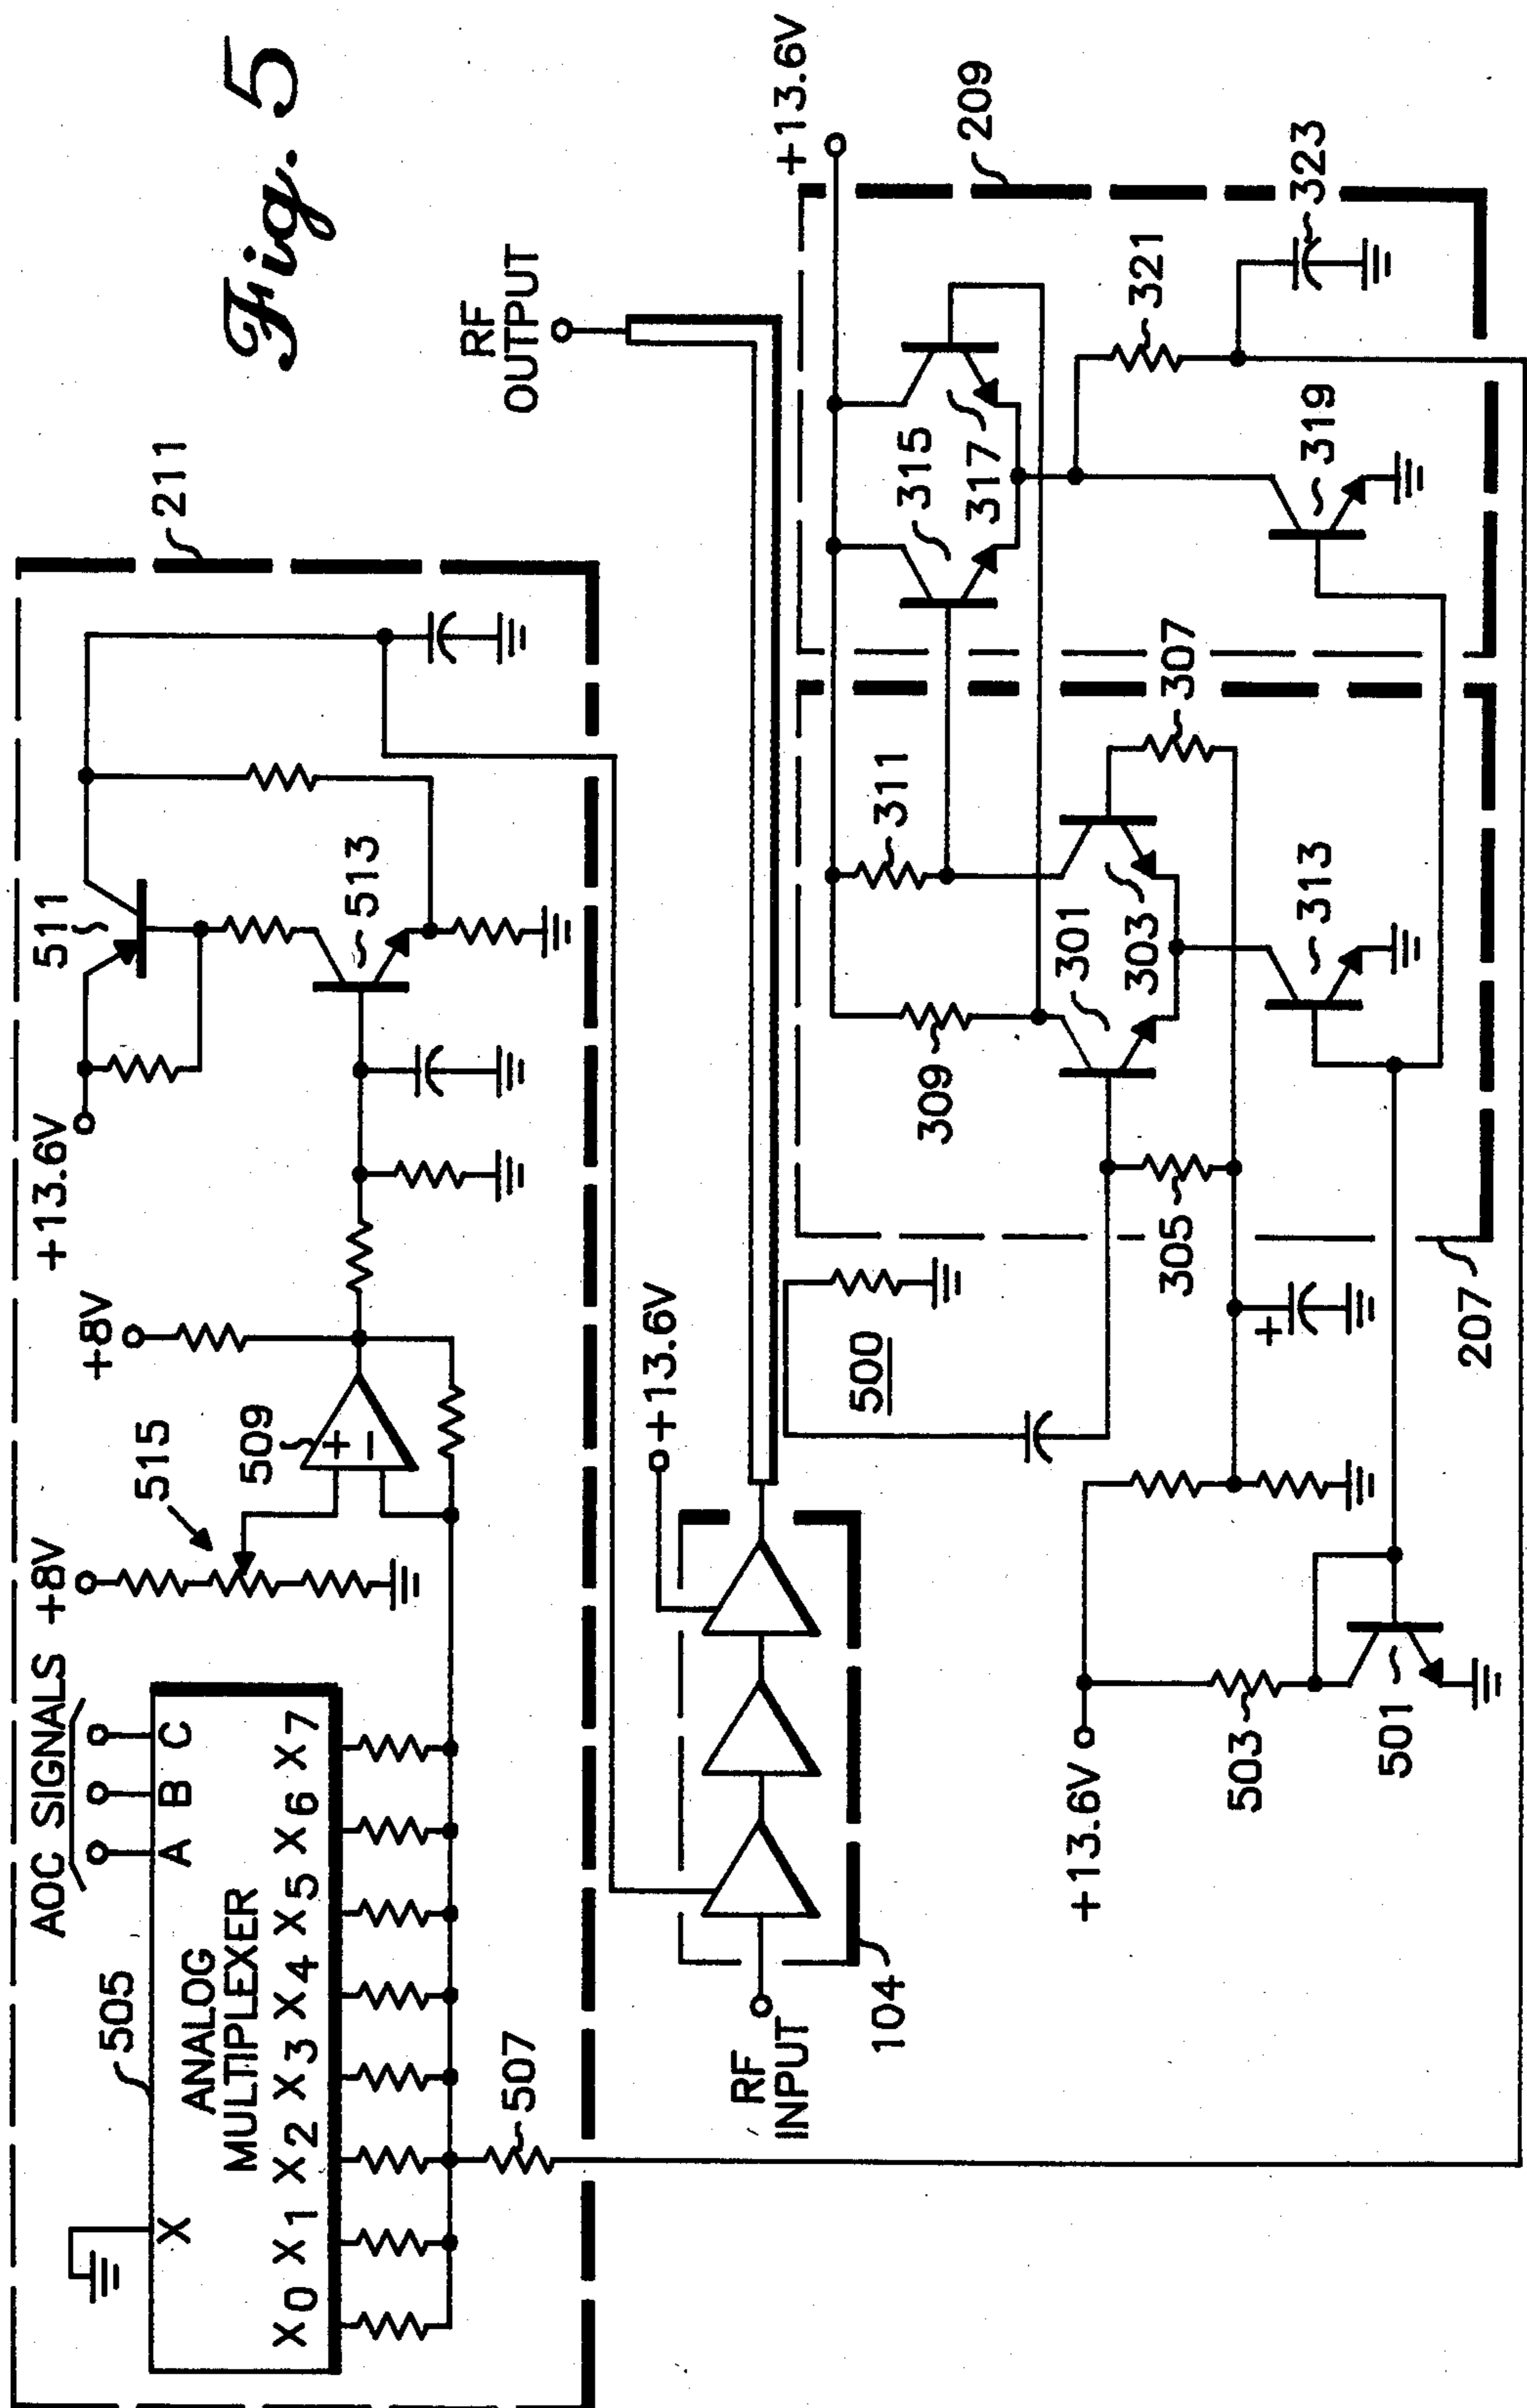 Fig. 5
AOC SIGNALS
+8V
515
+8V
+13.6V
511
211
505
A B C
X
ANALOG
MULTIPLEXER
X0 X1 X2 X3 X4 X5 X6 X7
509
+
−
513
507
RF
INPUT
104
+13.6V
RF
OUTPUT
500
+13.6V
209
309
311
315
317
301
303
305
307
321
323
313
319
+
207
+13.6V
503
501